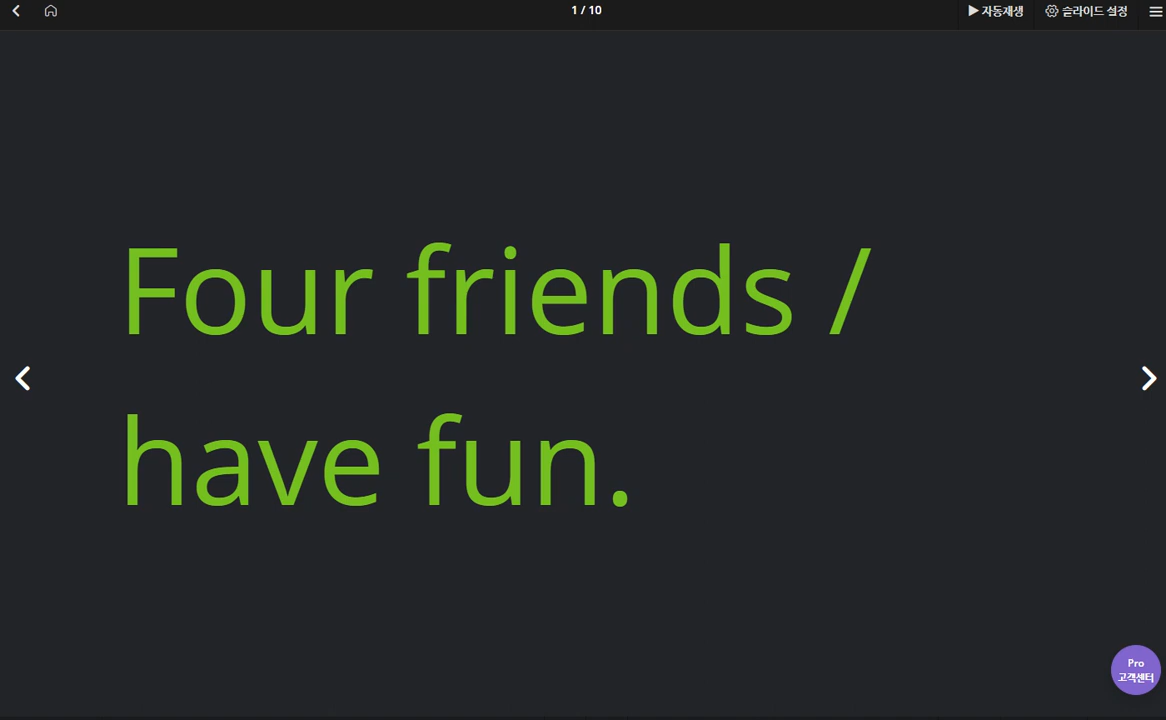 1 / 10
▶ 자동재생
슬라이드 설정
Four friends /
have fun.
Pro
고객센터